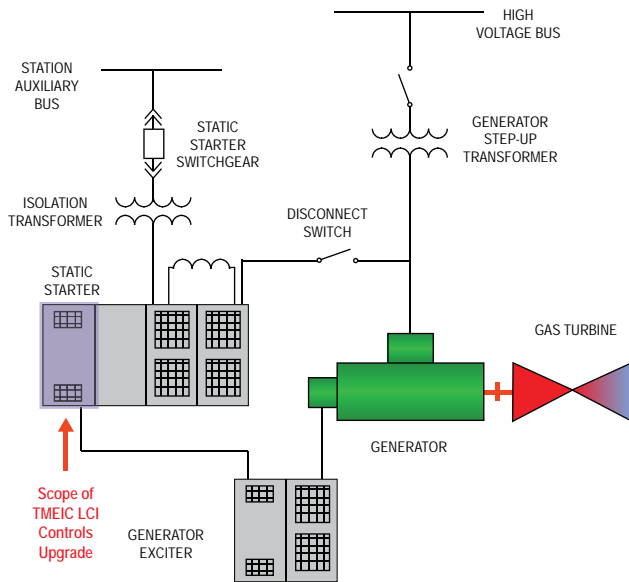 HIGH
VOLTAGE BUS
STATION
AUXILIARY
BUS
STATIC
STARTER
SWITCHGEAR
GENERATOR
STEP-UP
TRANSFORMER
ISOLATION
TRANSFORMER
DISCONNECT
SWITCH
STATIC
STARTER
GAS TURBINE
GENERATOR
Scope of
TMEIC LCI
Controls
Upgrade
GENERATOR
EXCITER